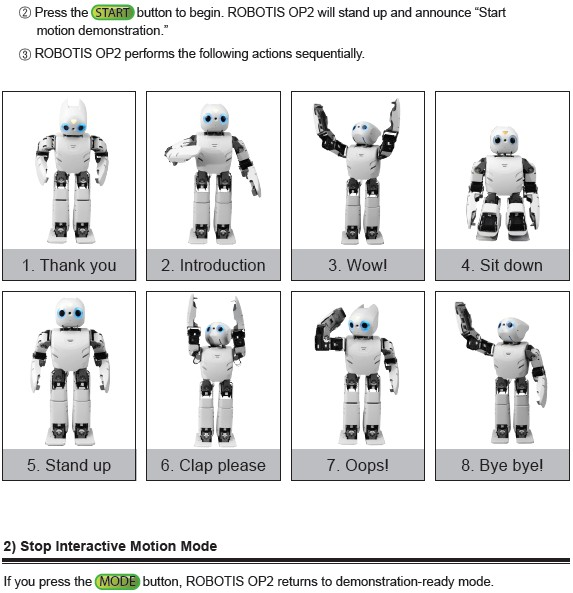 ② Press the START button to begin. ROBOTIS OP2 will stand up and announce “Start
motion demonstration.”
③ ROBOTIS OP2 performs the following actions sequentially.
1. Thank you
2. Introduction
3. Wow!
4. Sit down
5. Stand up
6. Clap please
7. Oops!
8. Bye bye!
2) Stop Interactive Motion Mode
If you press the MODE button, ROBOTIS OP2 returns to demonstration-ready mode.